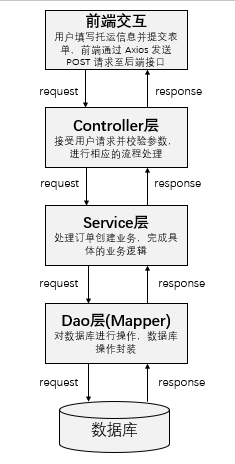 前端交互
用户填写托运信息并提交表
单，前端通过 Axios 发送
POST 请求至后端接口
request
response
Controller层
接受用户请求并校验参数，
进行相应的流程处理
request
response
Service层
处理订单创建业务，完成具
体的业务逻辑
request
response
Dao层(Mapper)
对数据库进行操作，数据库
操作封装
request
response
数据库